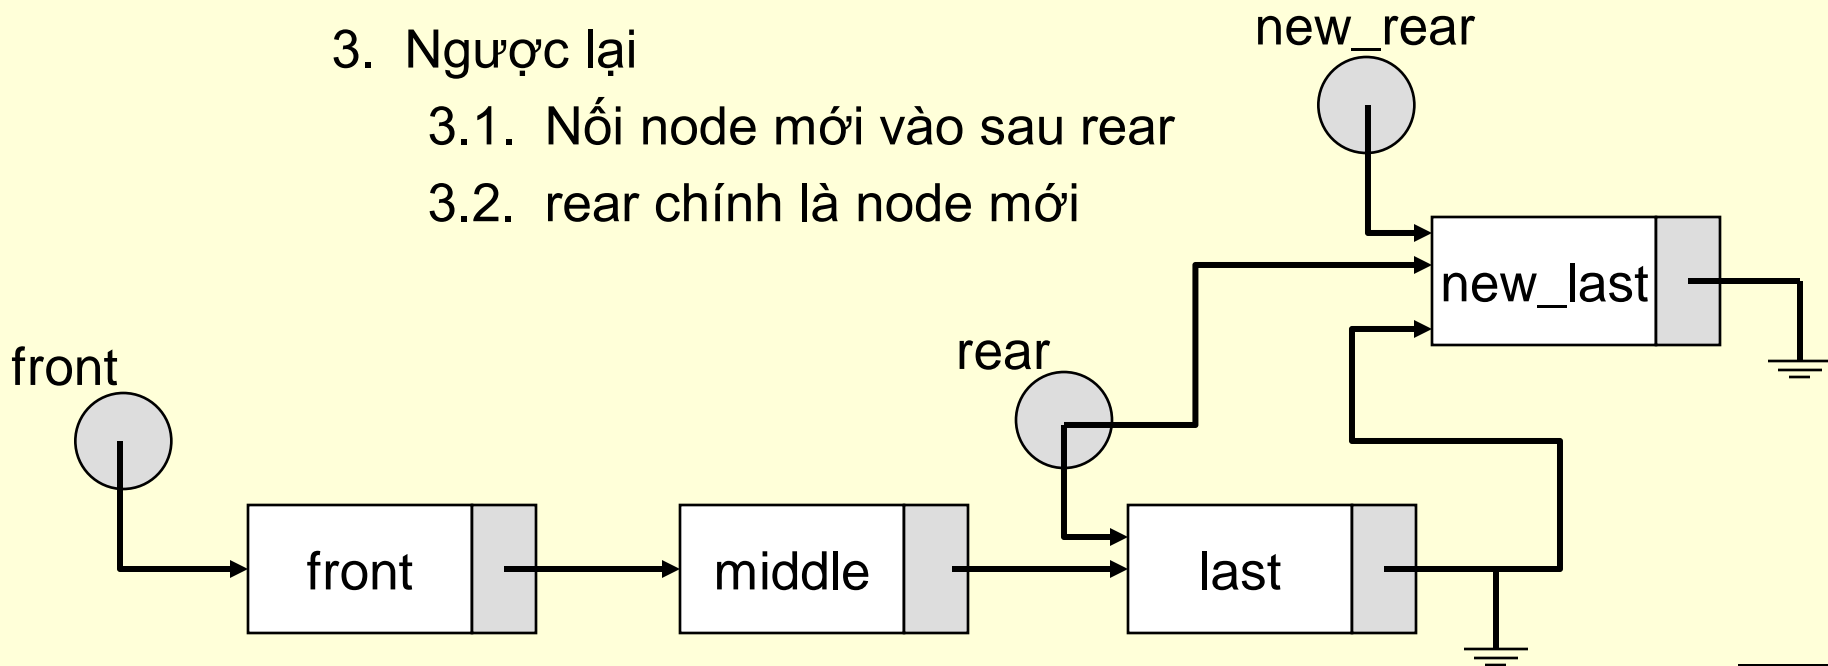 new_rear
3. Ngược lại
3.1. Nối node mới vào sau rear
3.2. rear chính là node mới
new_last
rear
front
front
middle
last